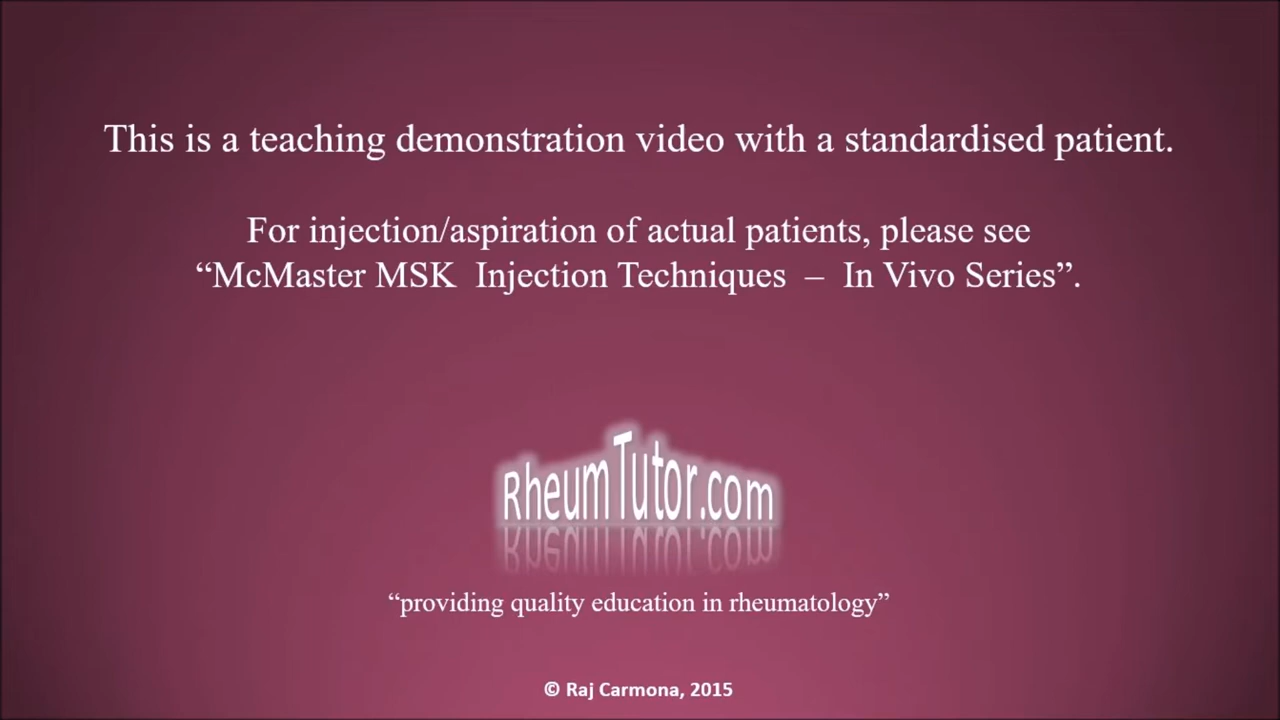 This is a teaching demonstration video with a standardised patient.
For injection/aspiration of actual patients, please see
“McMaster MSK Injection Techniques – In Vivo Series”.
RheumTutor.com
“providing quality education in rheumatology”
© Raj Carmona, 2015